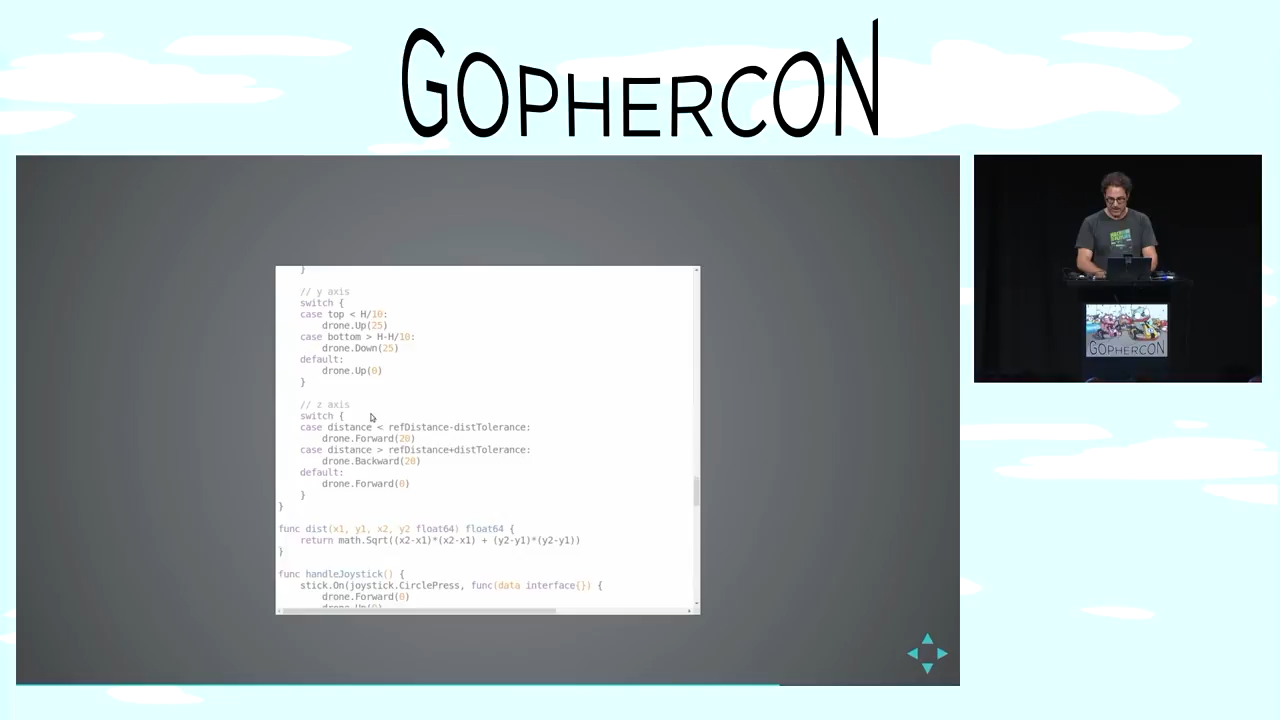 GOPHERCON
}
// y axis
switch {
case top < H/10:
drone.Up(25)
case bottom > H-H/10:
drone.Down(25)
default:
drone.Up(0)
}
// z axis
switch {
case distance < refDistance-distTolerance:
drone.Forward(20)
case distance > refDistance+distTolerance:
drone.Backward(20)
default:
drone.Forward(0)
}
}
func dist(x1, y1, x2, y2 float64) float64 {
return math.Sqrt((x2-x1)*(x2-x1) + (y2-y1)*(y2-y1))
}
func handleJoystick() {
stick.On(joystick.CirclePress, func(data interface{}) {
drone.Forward(0)
drone.Up(0)
GOPHERCON